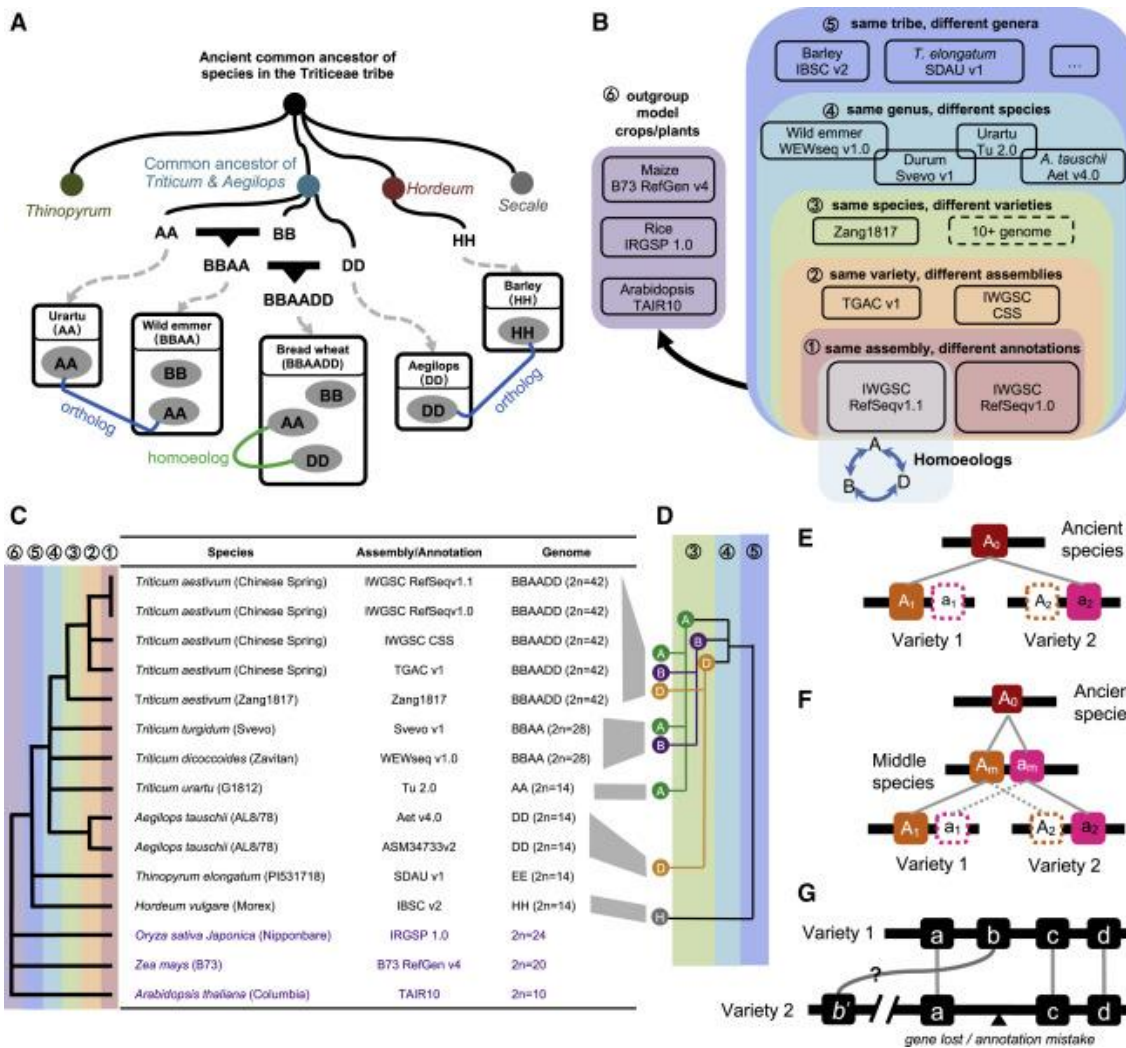 A
Ancient common ancestor of
species in the Triticeae tribe
Common ancestor of
Triticum & Aegilops
Hordeum
Thinopyrum
Secale
AA
BB
HH
BBAA
DD
BBAADD
Urartu
(AA)
AA
Wild emmer
(BBAA)
BB
AA
Bread wheat
(BBAADD)
BB
AA
DD
Aegilops
(DD)
DD
Barley
(HH)
HH
ortholog
homoeolog
ortholog
B
⑤ same tribe, different genera
Barley
IBSC v2
T. elongatum
SDAU v1
...
④ same genus, different species
Wild emmer
WEWseq v1.0
Urartu
Tu 2.0
Durum
Svevo v1
A. tauschii
Aet v4.0
③ same species, different varieties
Zang1817
10+ genome
② same variety, different assemblies
TGAC v1
IWGSC
CSS
① same assembly, different annotations
IWGSC
RefSeqv1.1
IWGSC
RefSeqv1.0
A
B
D
Homoeologs
⑥ outgroup
model
crops/plants
Maize
B73 RefGen v4
Rice
IRGSP 1.0
Arabidopsis
TAIR10
C
⑥ ⑤ ④ ③ ② ①
Species Assembly/Annotation Genome
Triticum aestivum (Chinese Spring) IWGSC RefSeqv1.1 BBAADD (2n=42)
Triticum aestivum (Chinese Spring) IWGSC RefSeqv1.0 BBAADD (2n=42)
Triticum aestivum (Chinese Spring) IWGSC CSS BBAADD (2n=42)
Triticum aestivum (Chinese Spring) TGAC v1 BBAADD (2n=42)
Triticum aestivum (Zang1817) Zang1817 BBAADD (2n=42)
Triticum turgidum (Svevo) Svevo v1 BBAA (2n=28)
Triticum dicoccoides (Zavitan) WEWseq v1.0 BBAA (2n=28)
Triticum urartu (G1812) Tu 2.0 AA (2n=14)
Aegilops tauschii (AL8/78) Aet v4.0 DD (2n=14)
Aegilops tauschii (AL8/78) ASM34733v2 DD (2n=14)
Thinopyrum elongatum (PI531718) SDAU v1 EE (2n=14)
Hordeum vulgare (Morex) IBSC v2 HH (2n=14)
Oryza sativa Japonica (Nipponbare) IRGSP 1.0 2n=24
Zea mays (B73) B73 RefGen v4 2n=20
Arabidopsis thaliana (Columbia) TAIR10 2n=10
D
③ ④ ⑤
A
B
D
A
B
D
A
B
A
D
H
E
A0
Ancient
species
A1 a1 A2 a2
Variety 1 Variety 2
F
A0
Ancient
species
Middle
species
Am am
A1 a1 A2 a2
Variety 1 Variety 2
G
Variety 1 a b c d
?
Variety 2 b' a c d
gene lost / annotation mistake